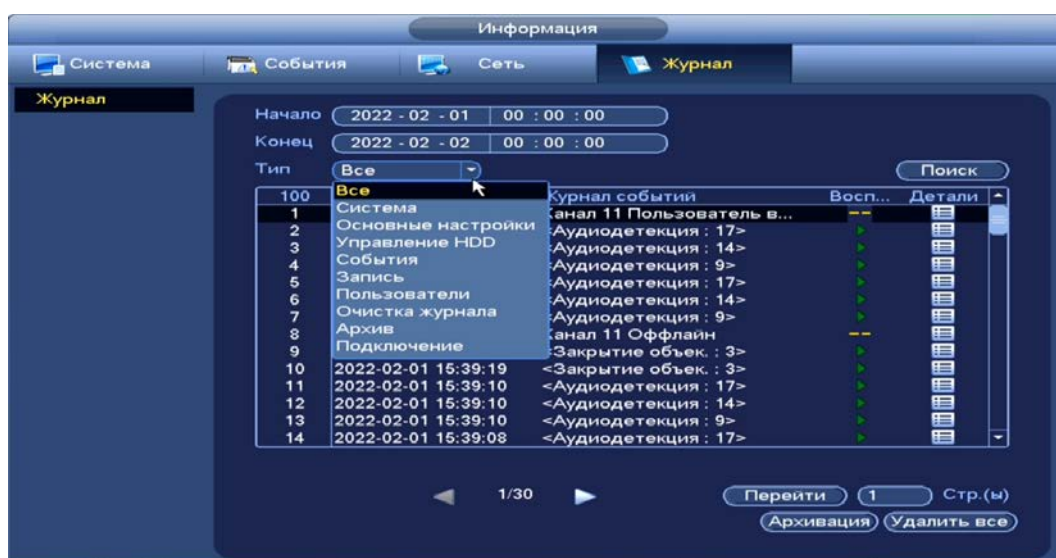 Информация
Система События Сеть Журнал
Журнал
Начало 2022 - 02 - 01 00 : 00 : 00
Конец 2022 - 02 - 02 00 : 00 : 00
Тип Все Поиск
100 Журнал событий Восп... Детали
Все
Система
Основные настройки
Управление HDD
События
Запись
Пользователи
Очистка журнала
Архив
Подключение
1 Канал 11 Пользователь в... --
2 <Аудиодетекция : 17>
3 <Аудиодетекция : 14>
4 <Аудиодетекция : 9>
5 <Аудиодетекция : 17>
6 <Аудиодетекция : 14>
7 <Аудиодетекция : 9>
8 Канал 11 Оффлайн --
9 <Закрытие объек. : 3>
10 2022-02-01 15:39:19 <Закрытие объек. : 3>
11 2022-02-01 15:39:10 <Аудиодетекция : 17>
12 2022-02-01 15:39:10 <Аудиодетекция : 14>
13 2022-02-01 15:39:10 <Аудиодетекция : 9>
14 2022-02-01 15:39:08 <Аудиодетекция : 17>
1/30 Перейти 1 Стр.(ы)
Архивация Удалить все